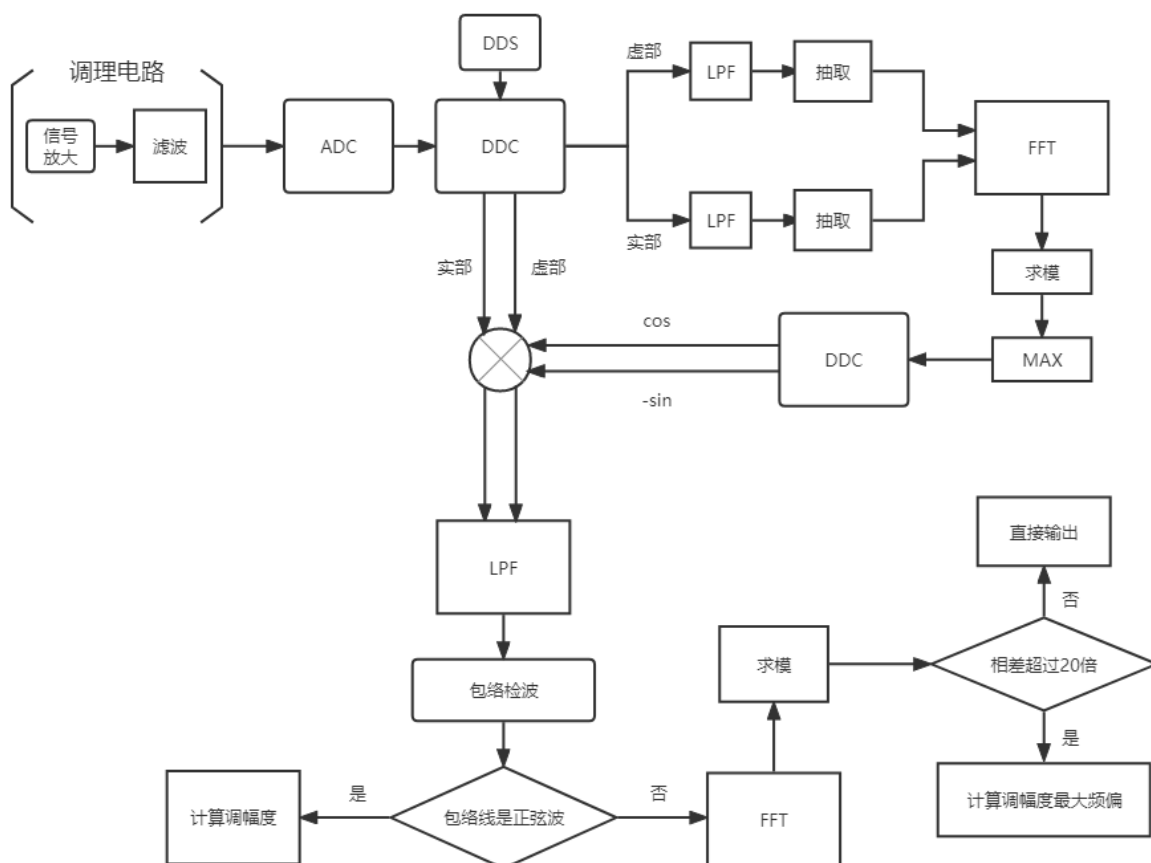 调理电路
信号
放大
滤波
ADC
DDS
DDC
虚部
LPF
抽取
实部
LPF
抽取
FFT
求模
MAX
DDC
cos
-sin
实部
虚部
LPF
包络检波
包络线是正弦波
是
计算调幅度
否
FFT
求模
相差超过20倍
否
直接输出
是
计算调幅度最大频偏